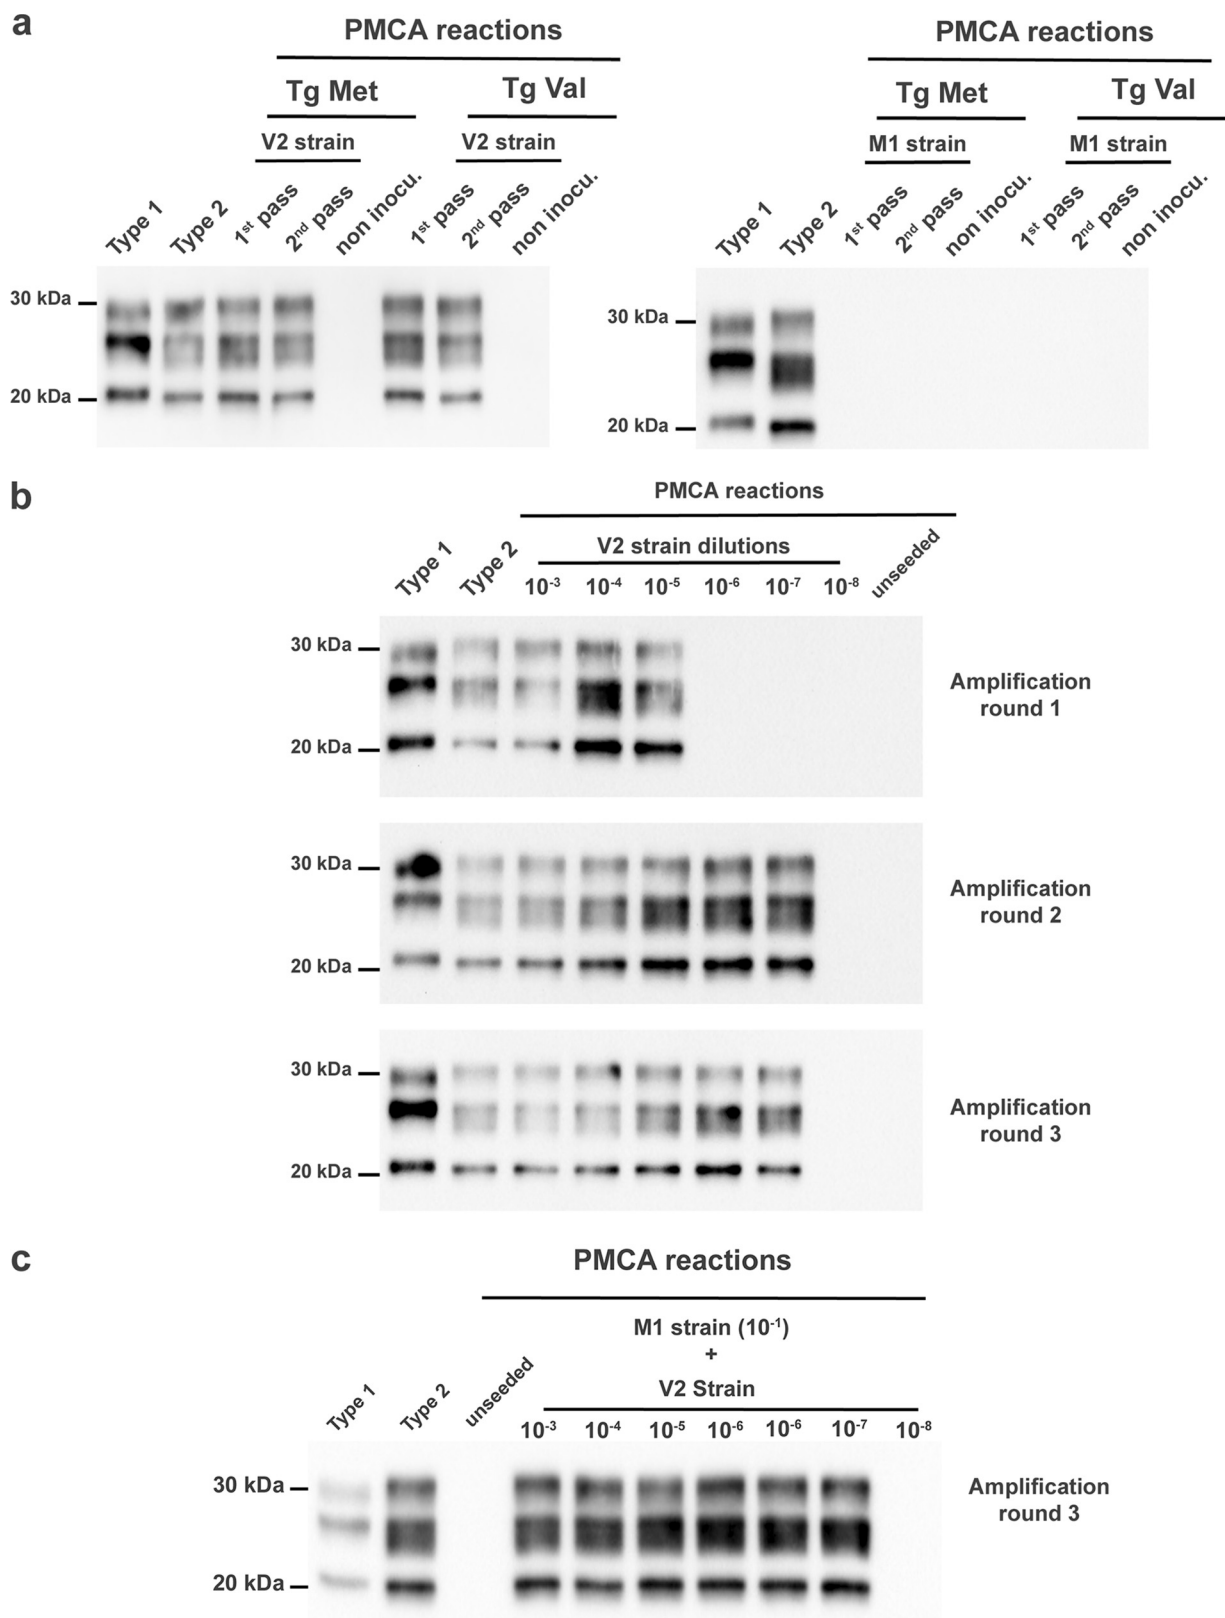 a
PMCA reactions
Tg Met Tg Val
V2 strain V2 strain
Type 1 Type 2 1st pass 2nd pass non inocu. 1st pass 2nd pass non inocu.
30 kDa
20 kDa
PMCA reactions
Tg Met Tg Val
M1 strain M1 strain
Type 1 Type 2 1st pass 2nd pass non inocu. 1st pass 2nd pass non inocu.
30 kDa
20 kDa
b
PMCA reactions
V2 strain dilutions
Type 1 Type 2 10-3 10-4 10-5 10-6 10-7 10-8 unseeded
30 kDa
20 kDa
Amplification
round 1
30 kDa
20 kDa
Amplification
round 2
30 kDa
20 kDa
Amplification
round 3
c
PMCA reactions
M1 strain (10-1)
+
V2 Strain
Type 1 Type 2 unseeded 10-3 10-4 10-5 10-6 10-6 10-7 10-8
30 kDa
20 kDa
Amplification
round 3